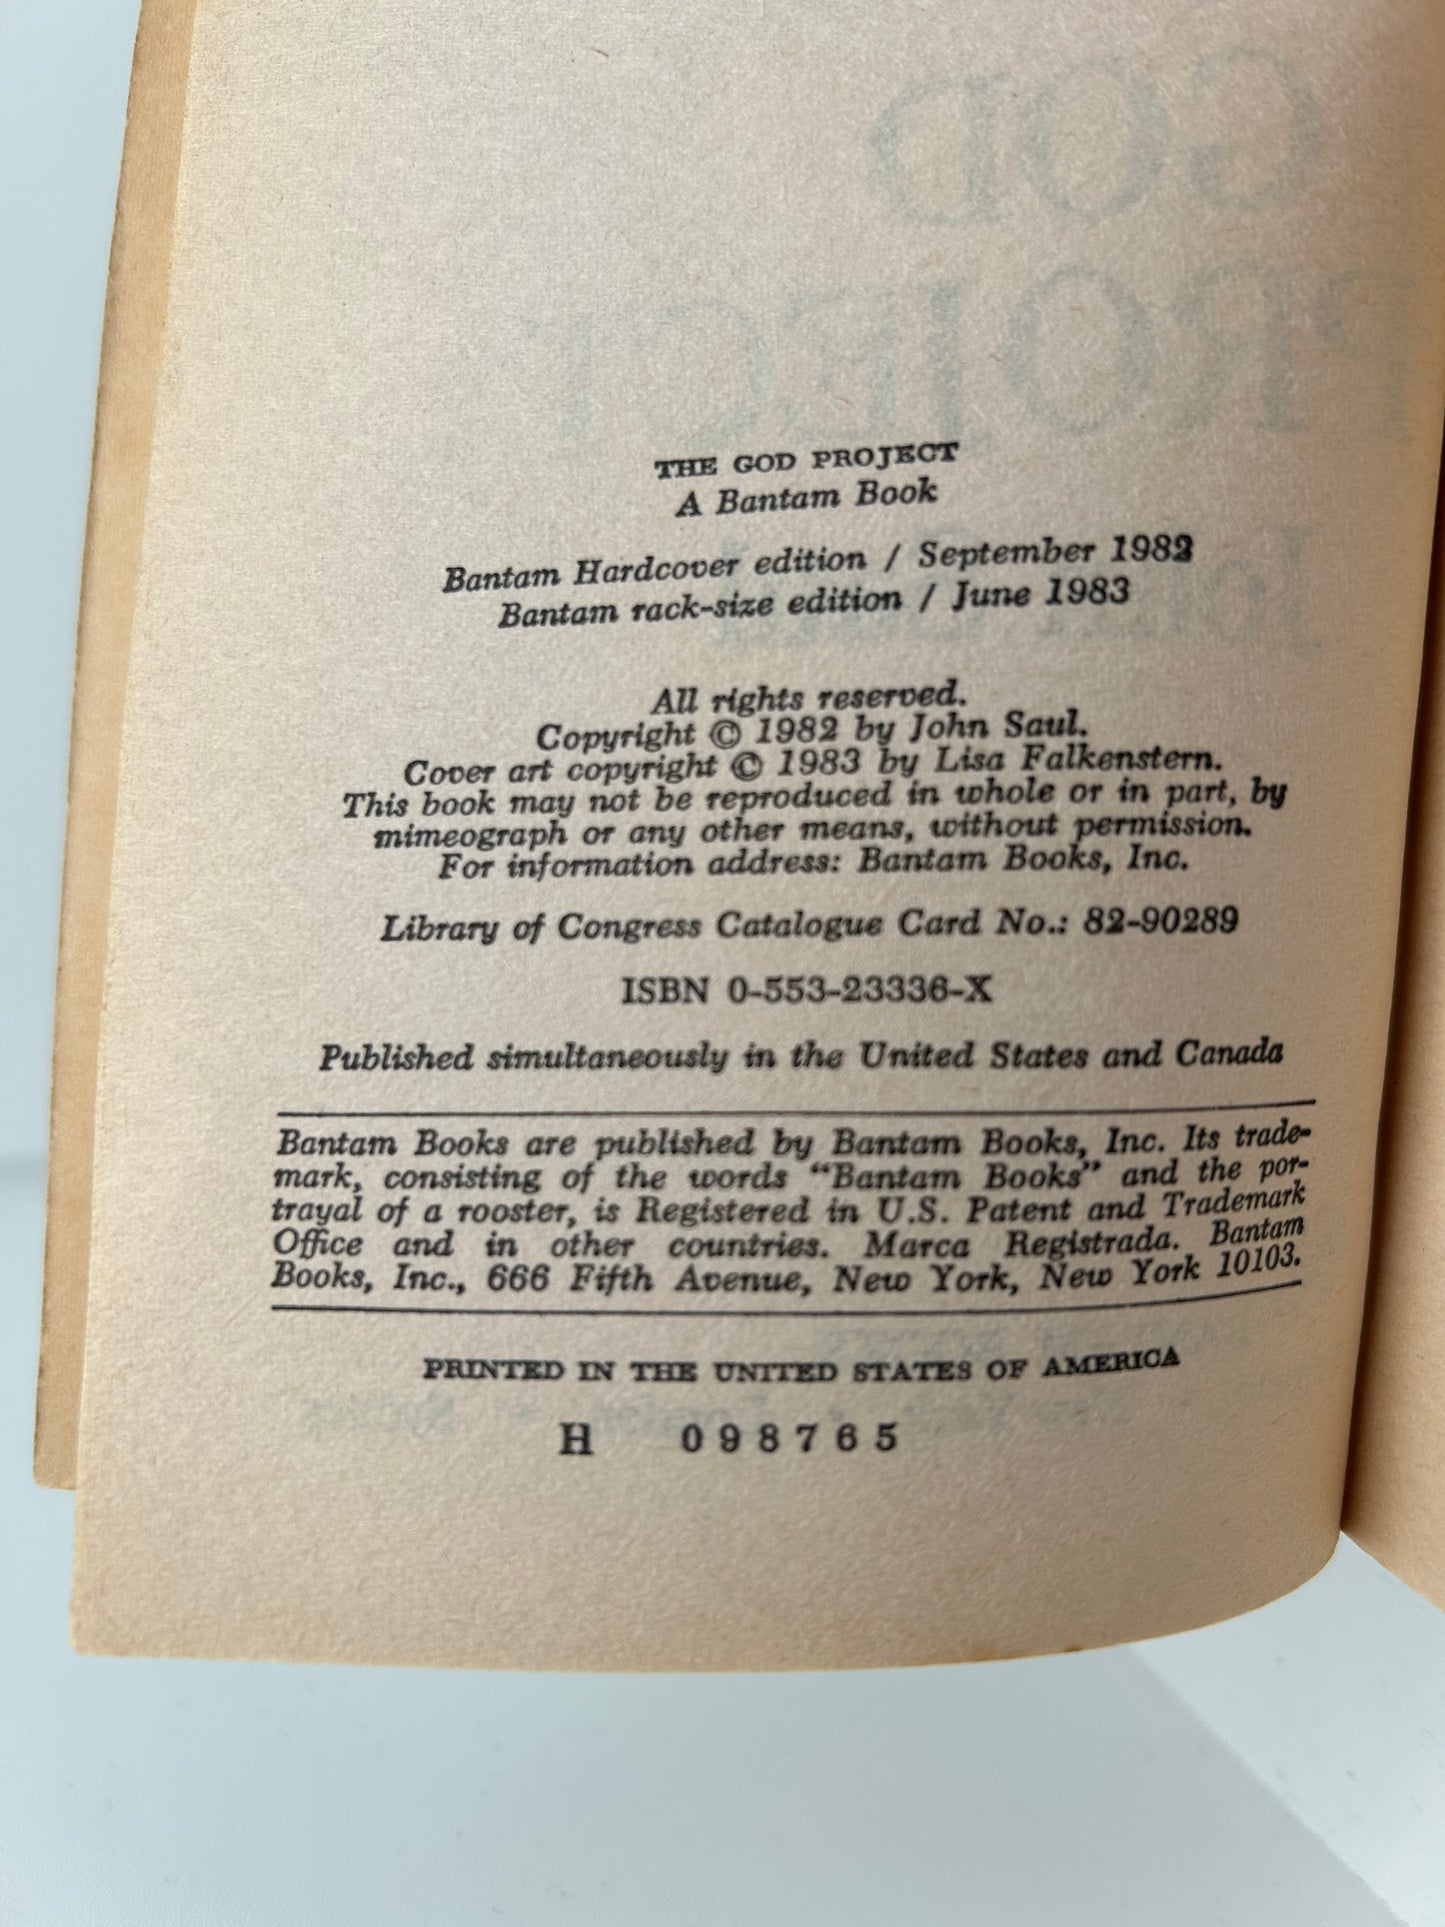 THE GOD PROJECT
A Bantam Book
Bantam Hardcover edition / September 1982
Bantam rack-size edition / June 1983
All rights reserved.
Copyright © 1982 by John Saul.
Cover art copyright © 1983 by Lisa Falkenstern.
This book may not be reproduced in whole or in part, by
mimeograph or any other means, without permission.
For information address: Bantam Books, Inc.
Library of Congress Catalogue Card No.: 82-90289
ISBN 0-553-23336-X
Published simultaneously in the United States and Canada
Bantam Books are published by Bantam Books, Inc. Its trade-
mark, consisting of the words "Bantam Books" and the por-
trayal of a rooster, is Registered in U.S. Patent and Trademark
Office and in other countries. Marca Registrada. Bantam
Books, Inc., 666 Fifth Avenue, New York, New York 10103.
PRINTED IN THE UNITED STATES OF AMERICA
H 0 9 8 7 6 5